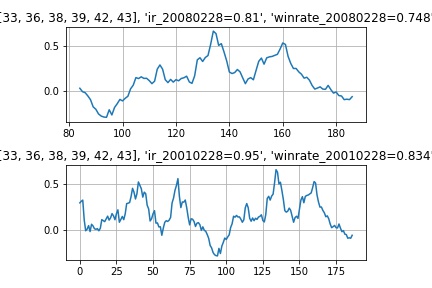 [33, 36, 38, 39, 42, 43], 'ir_20080228=0.81', 'winrate_20080228=0.748'
0.5
0.0
80 100 120 140 160 180
[33, 36, 38, 39, 42, 43], 'ir_20010228=0.95', 'winrate_20010228=0.834'
0.5
0.0
0 25 50 75 100 125 150 175